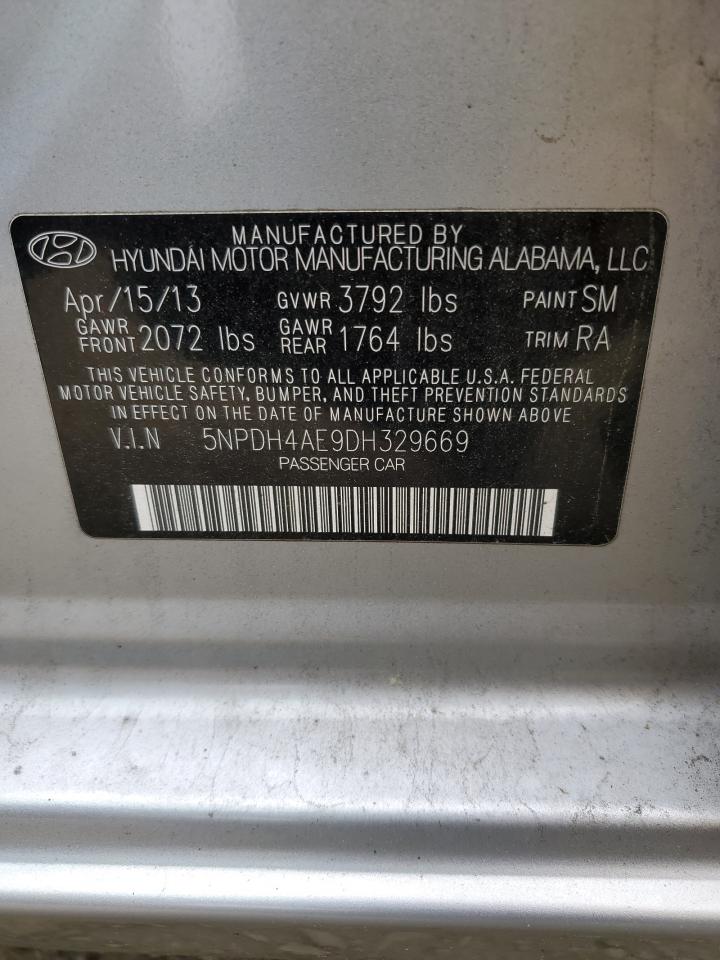 MANUFACTURED BY
HYUNDAI MOTOR MANUFACTURING ALABAMA, LLC
Apr/15/13 GVWR 3792 lbs PAINT SM
GAWR FRONT 2072 lbs GAWR REAR 1764 lbs TRIM RA
THIS VEHICLE CONFORMS TO ALL APPLICABLE U.S.A. FEDERAL
MOTOR VEHICLE SAFETY, BUMPER, AND THEFT PREVENTION STANDARDS
IN EFFECT ON THE DATE OF MANUFACTURE SHOWN ABOVE
V.I.N 5NPDH4AE9DH329669
PASSENGER CAR